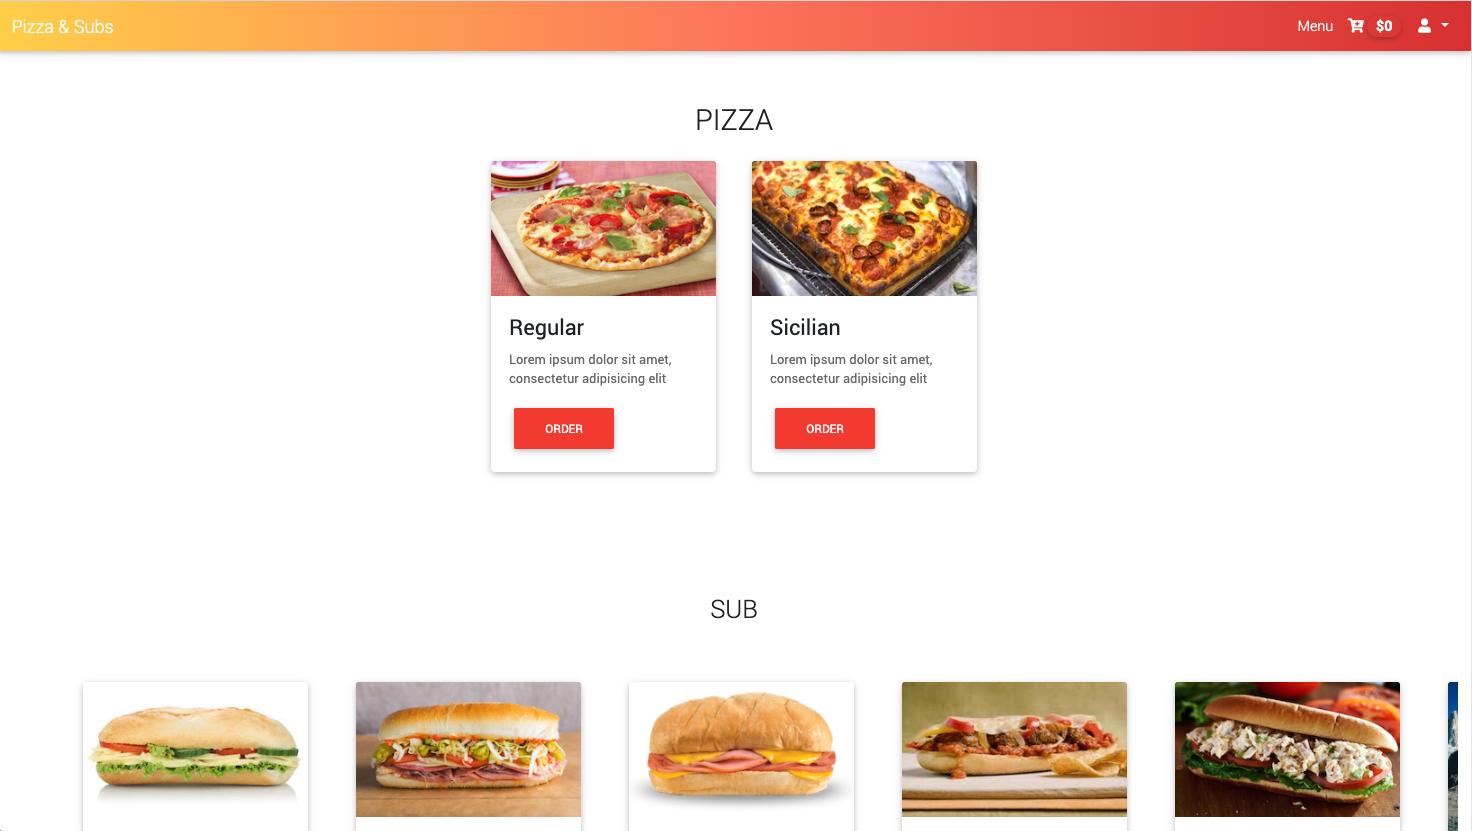 Pizza & Subs
Menu
$0
PIZZA
Regular
Lorem ipsum dolor sit amet,
consectetur adipisicing elit
ORDER
Sicilian
Lorem ipsum dolor sit amet,
consectetur adipisicing elit
ORDER
SUB